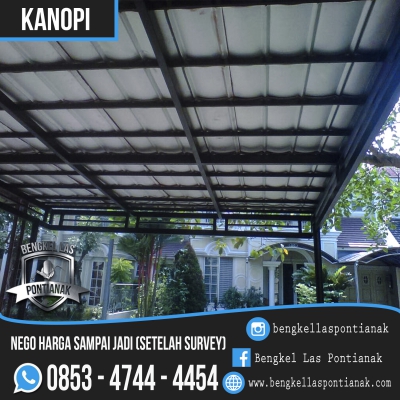 KANOPI
BENGKEL LAS
PONTIANAK
bengkellaspontianak
NEGO HARGA SAMPAI JADI (SETELAH SURVEY)
Bengkel Las Pontianak
0853 - 4744 - 4454
www.bengkellaspontianak.com